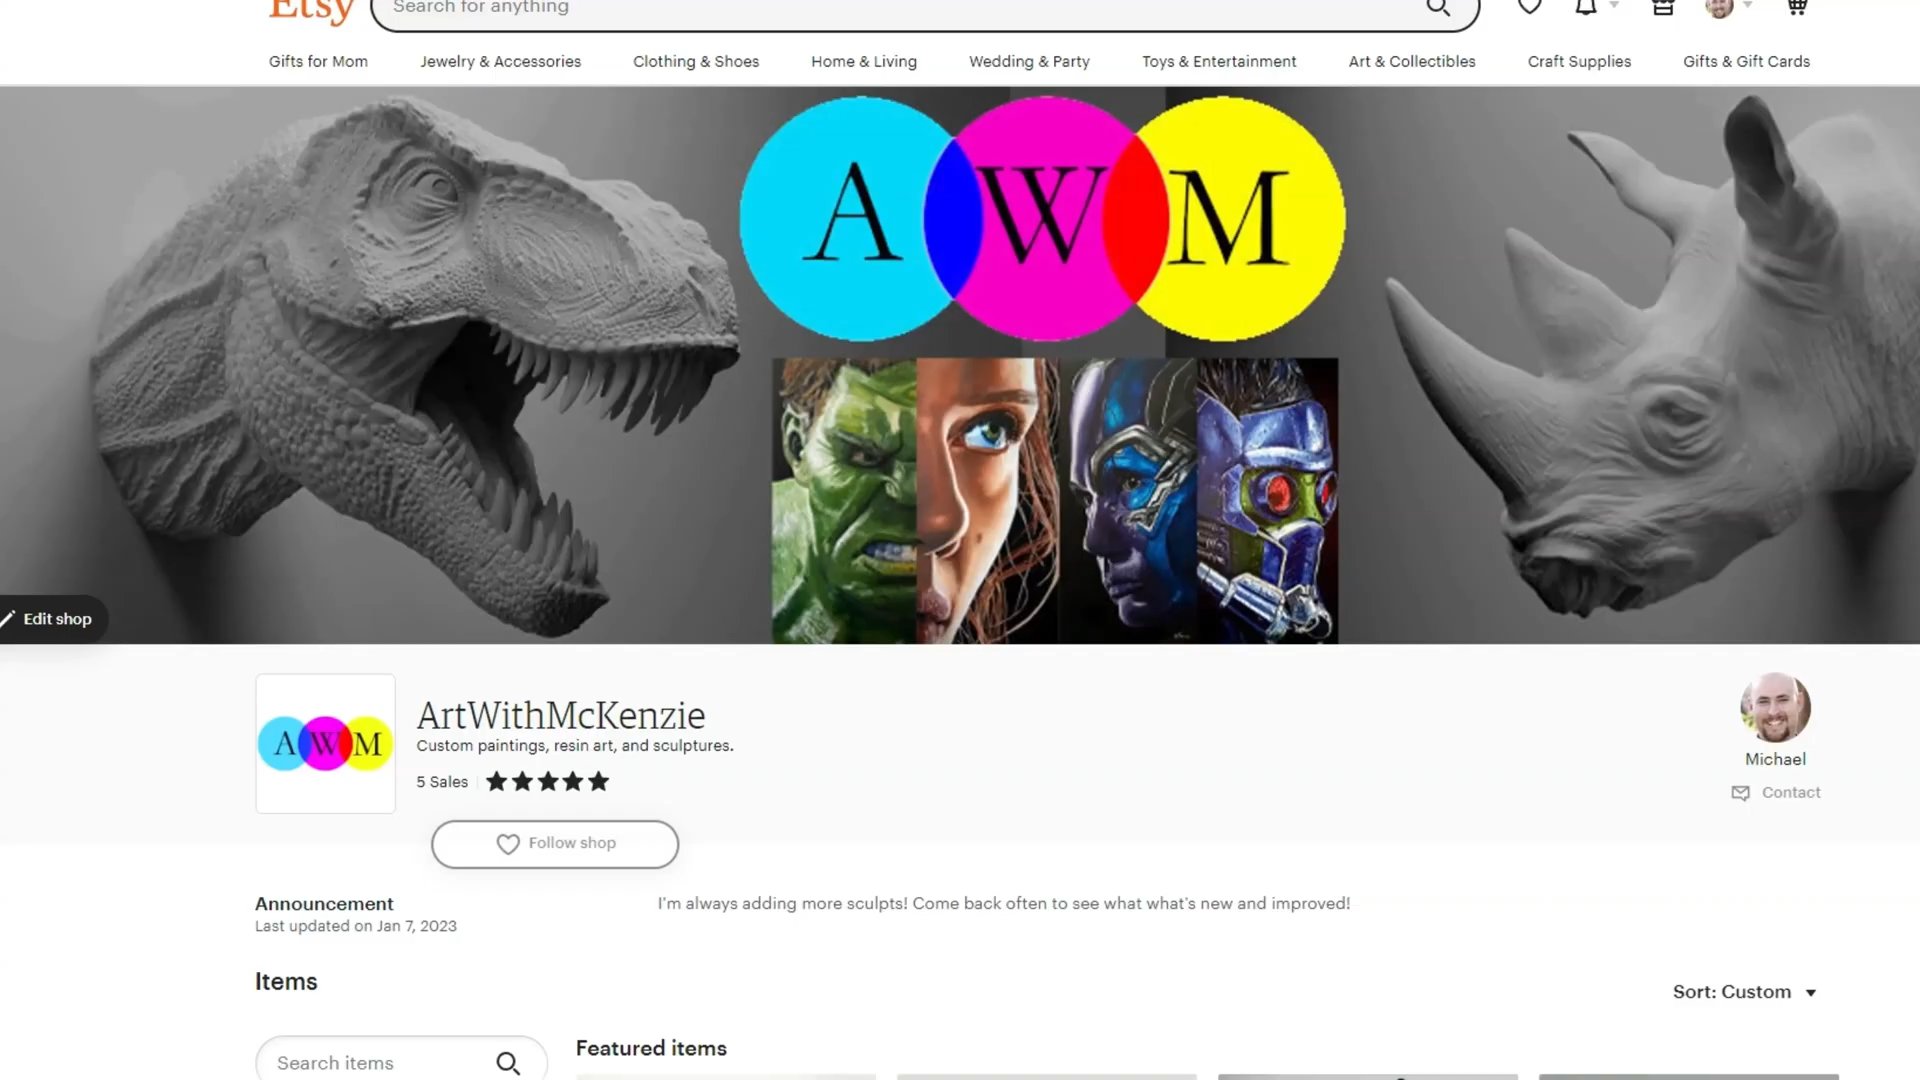 Etsy
Search for anything
Gifts for Mom
Jewelry & Accessories
Clothing & Shoes
Home & Living
Wedding & Party
Toys & Entertainment
Art & Collectibles
Craft Supplies
Gifts & Gift Cards
A W M
Edit shop
A W M
ArtWithMcKenzie
Custom paintings, resin art, and sculptures.
5 Sales
Michael
Contact
Follow shop
Announcement
Last updated on Jan 7, 2023
I'm always adding more sculpts! Come back often to see what what's new and improved!
Items
Sort: Custom
Search items
Featured items